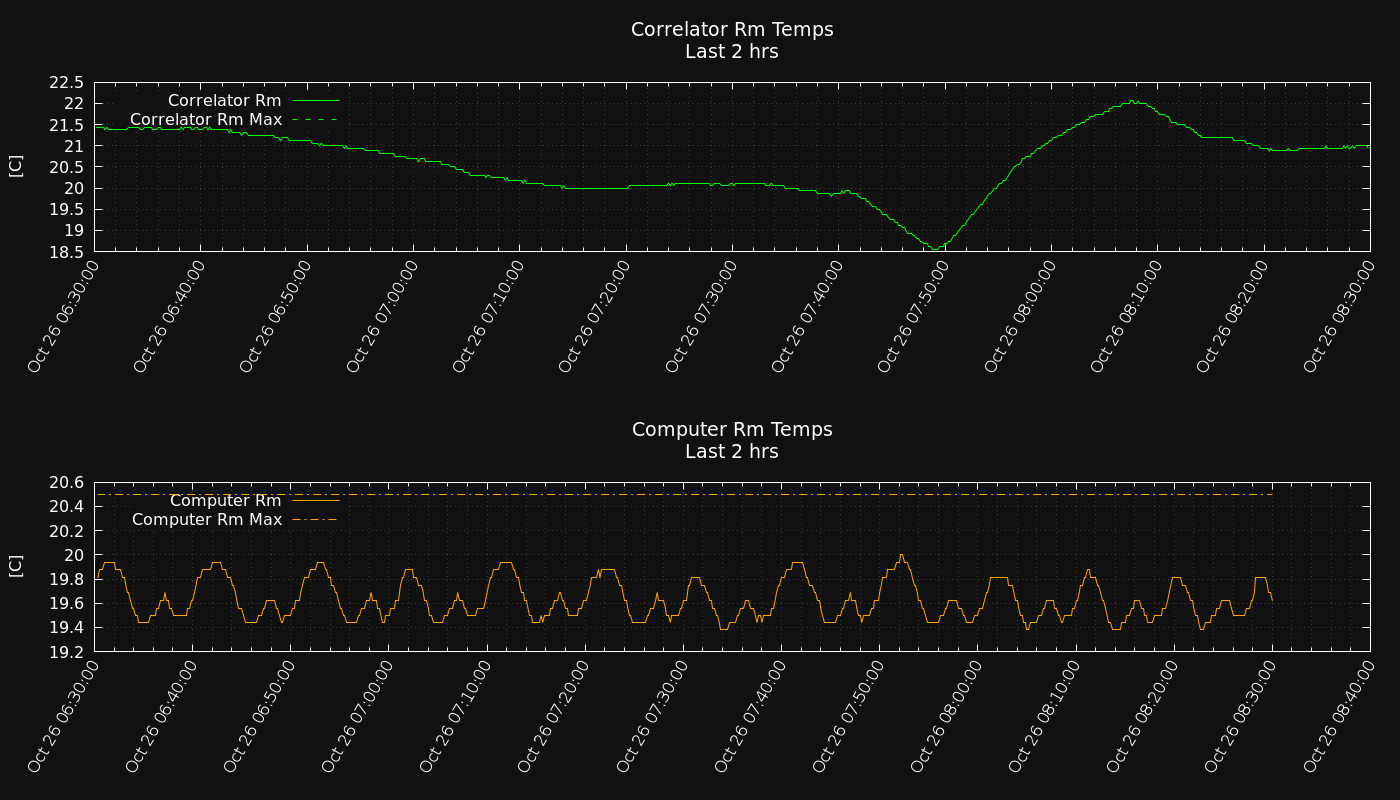 Correlator Rm Temps
Last 2 hrs
Correlator Rm
Correlator Rm Max
[C]
22.5
22
21.5
21
20.5
20
19.5
19
18.5
Oct 26 06:30:00
Oct 26 06:40:00
Oct 26 06:50:00
Oct 26 07:00:00
Oct 26 07:10:00
Oct 26 07:20:00
Oct 26 07:30:00
Oct 26 07:40:00
Oct 26 07:50:00
Oct 26 08:00:00
Oct 26 08:10:00
Oct 26 08:20:00
Oct 26 08:30:00
Computer Rm Temps
Last 2 hrs
Computer Rm
Computer Rm Max
[C]
20.6
20.4
20.2
20
19.8
19.6
19.4
19.2
Oct 26 06:30:00
Oct 26 06:40:00
Oct 26 06:50:00
Oct 26 07:00:00
Oct 26 07:10:00
Oct 26 07:20:00
Oct 26 07:30:00
Oct 26 07:40:00
Oct 26 07:50:00
Oct 26 08:00:00
Oct 26 08:10:00
Oct 26 08:20:00
Oct 26 08:30:00
Oct 26 08:40:00